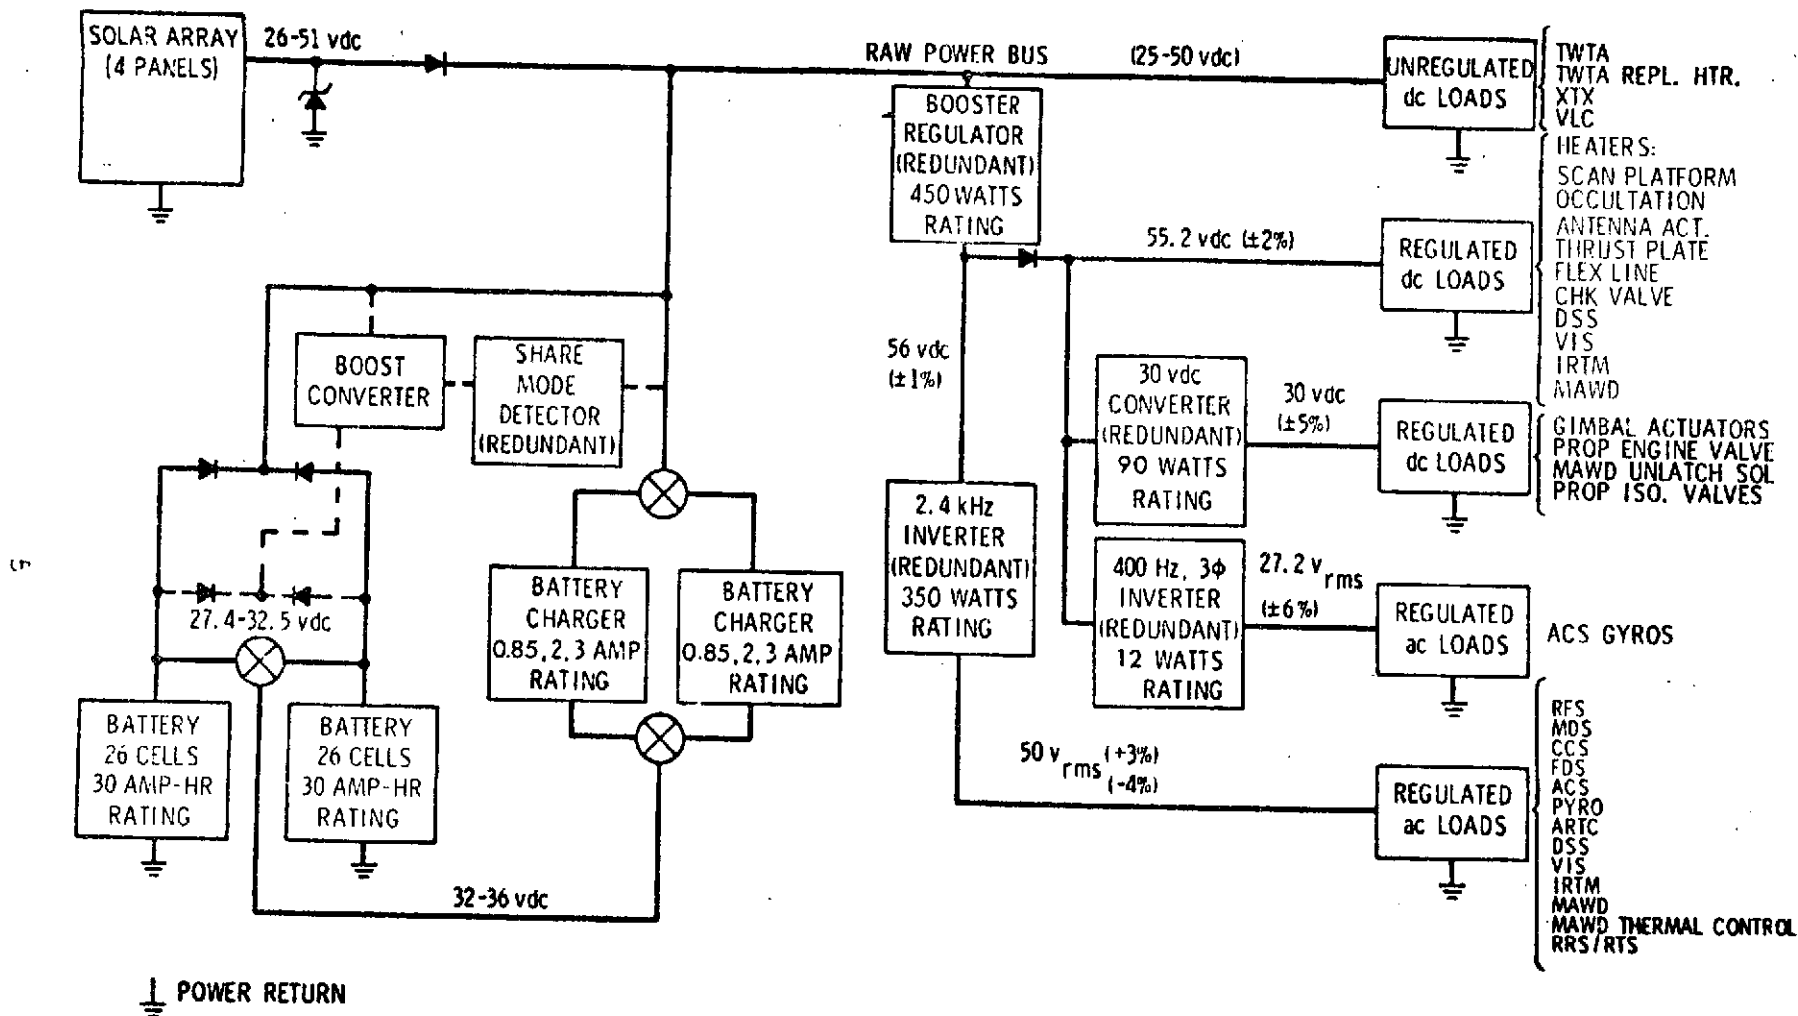 SOLAR ARRAY
(4 PANELS)
26-51 vdc
RAW POWER BUS
(25-50 vdc)
UNREGULATED
dc LOADS
TWTA
TWTA REPL. HTR.
XTX
VLC
BOOSTER
REGULATOR
(REDUNDANT)
450 WATTS
RATING
HEATERS:
SCAN PLATFORM
OCCULTATION
ANTENNA ACT.
THRUST PLATE
FLEX LINE
CHK VALVE
DSS
VIS
IRTM
MAWD
55.2 vdc (±2%)
REGULATED
dc LOADS
BOOST
CONVERTER
SHARE
MODE
DETECTOR
(REDUNDANT)
56 vdc
(±1%)
30 vdc
CONVERTER
(REDUNDANT)
90 WATTS
RATING
30 vdc
(±5%)
REGULATED
dc LOADS
GIMBAL ACTUATORS
PROP ENGINE VALVE
MAWD UNLATCH SOL
PROP ISO. VALVES
2.4 kHz
INVERTER
(REDUNDANT)
350 WATTS
RATING
400 Hz, 3ϕ
INVERTER
(REDUNDANT)
12 WATTS
RATING
27.2 v rms
(±6%)
REGULATED
ac LOADS
ACS GYROS
27.4-32.5 vdc
BATTERY
CHARGER
0.85, 2, 3 AMP
RATING
BATTERY
CHARGER
0.85, 2, 3 AMP
RATING
BATTERY
26 CELLS
30 AMP-HR
RATING
BATTERY
26 CELLS
30 AMP-HR
RATING
32-36 vdc
50 v rms (+3%)
(-4%)
REGULATED
ac LOADS
RFS
MDS
CCS
FDS
ACS
PYRO
ARTC
DSS
VIS
IRTM
MAWD
MAWD THERMAL CONTROL
RRS/RTS
POWER RETURN